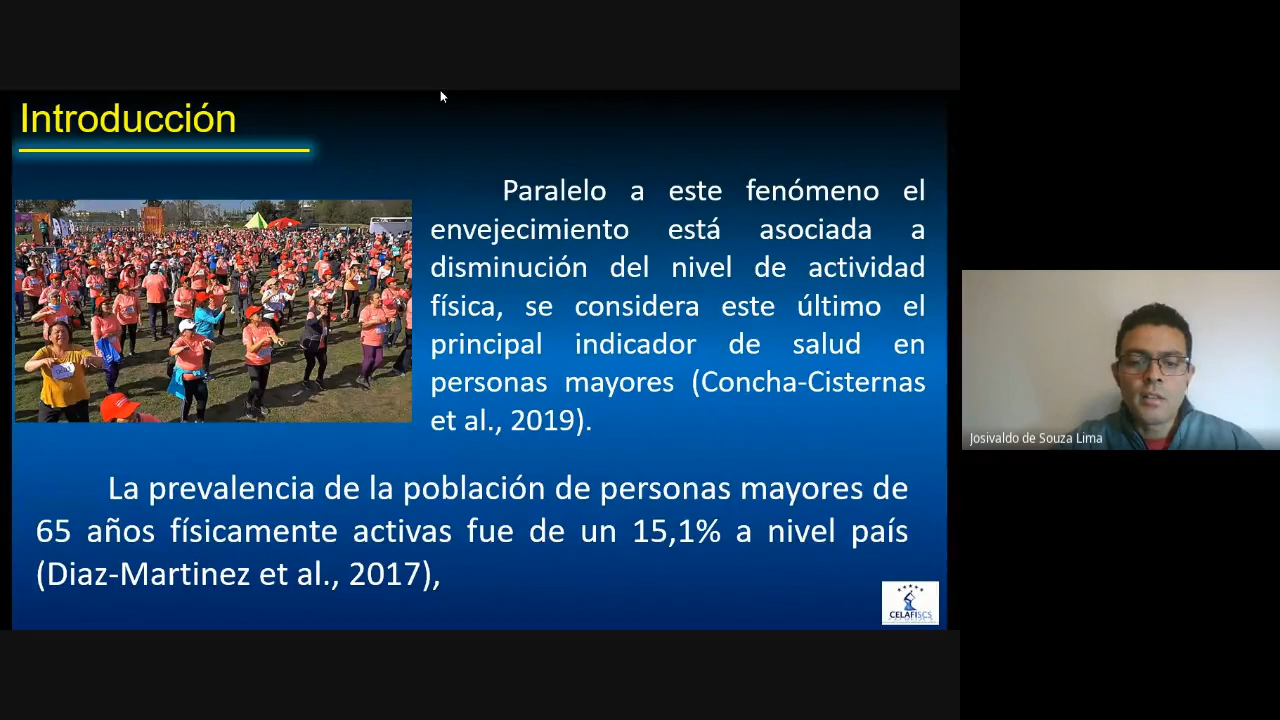 Introducción
Paralelo a este fenómeno el
envejecimiento está asociada a
disminución del nivel de actividad
física, se considera este último el
principal indicador de salud en
personas mayores (Concha-Cisternas
et al., 2019).
La prevalencia de la población de personas mayores de
65 años físicamente activas fue de un 15,1% a nivel país
(Diaz-Martinez et al., 2017),
CELAFISCS
Josivaldo de Souza Lima